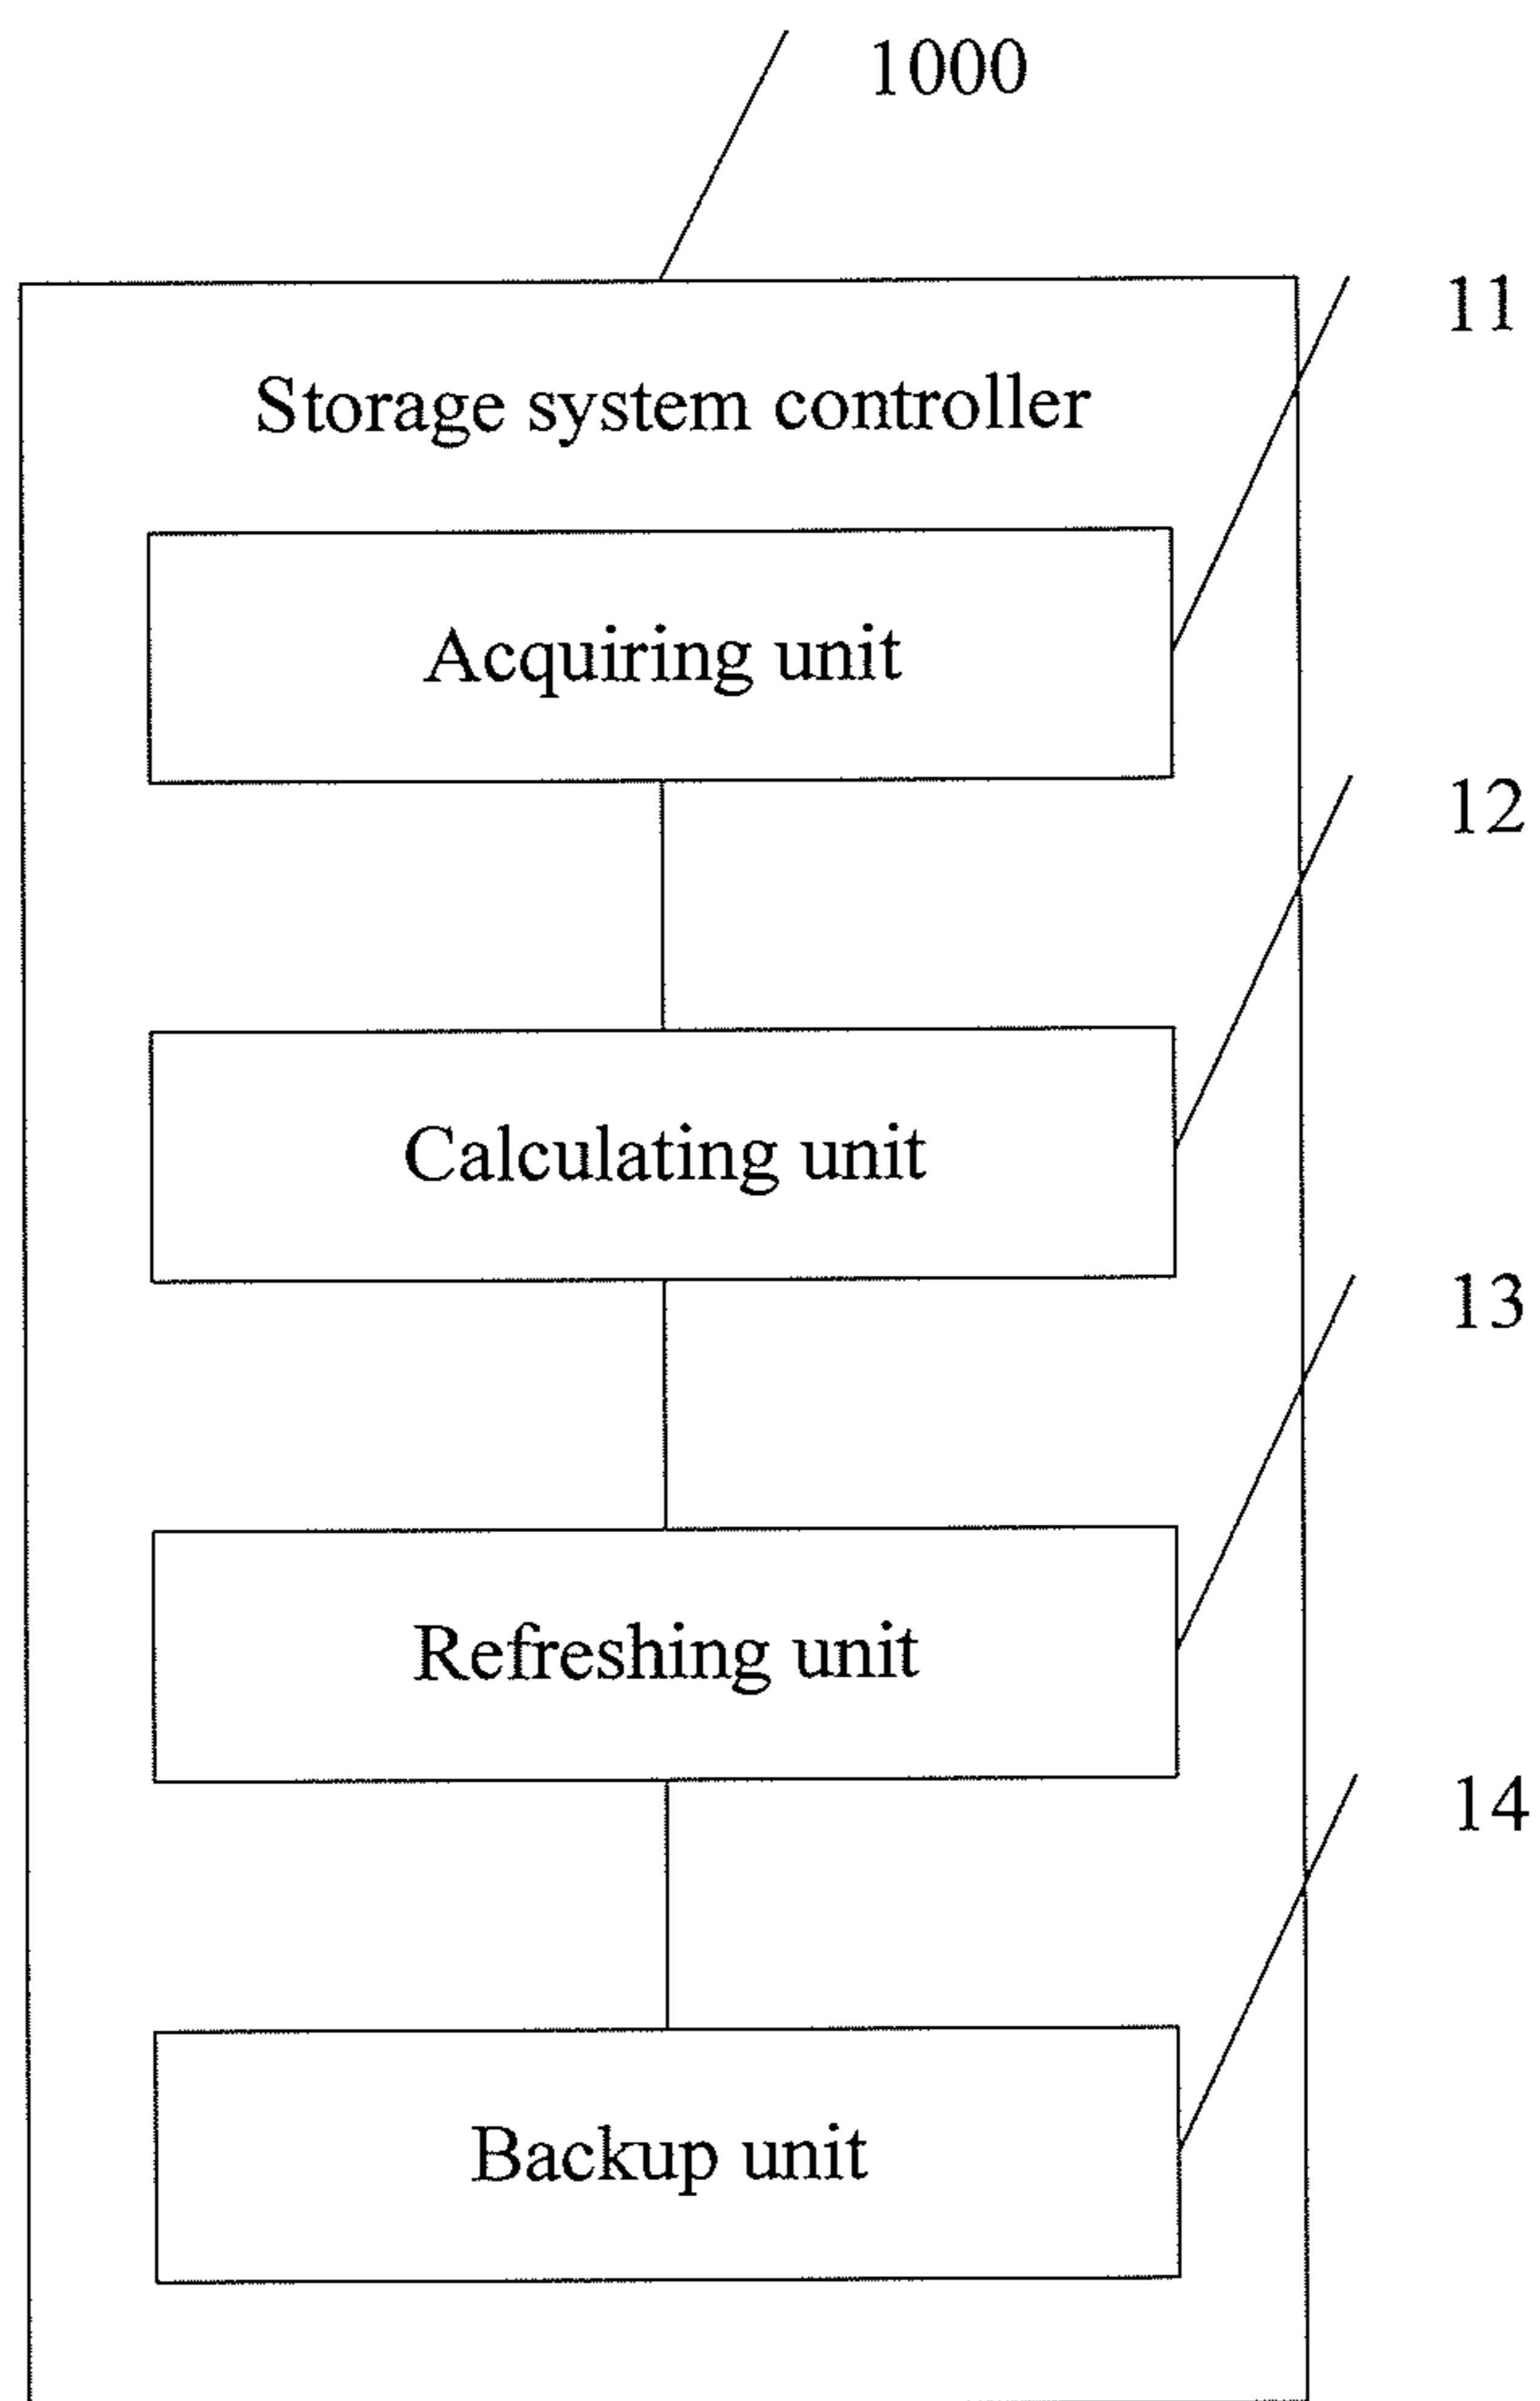 1000
11
Storage system controller
Acquiring unit
12
Calculating unit
13
Refreshing unit
14
Backup unit